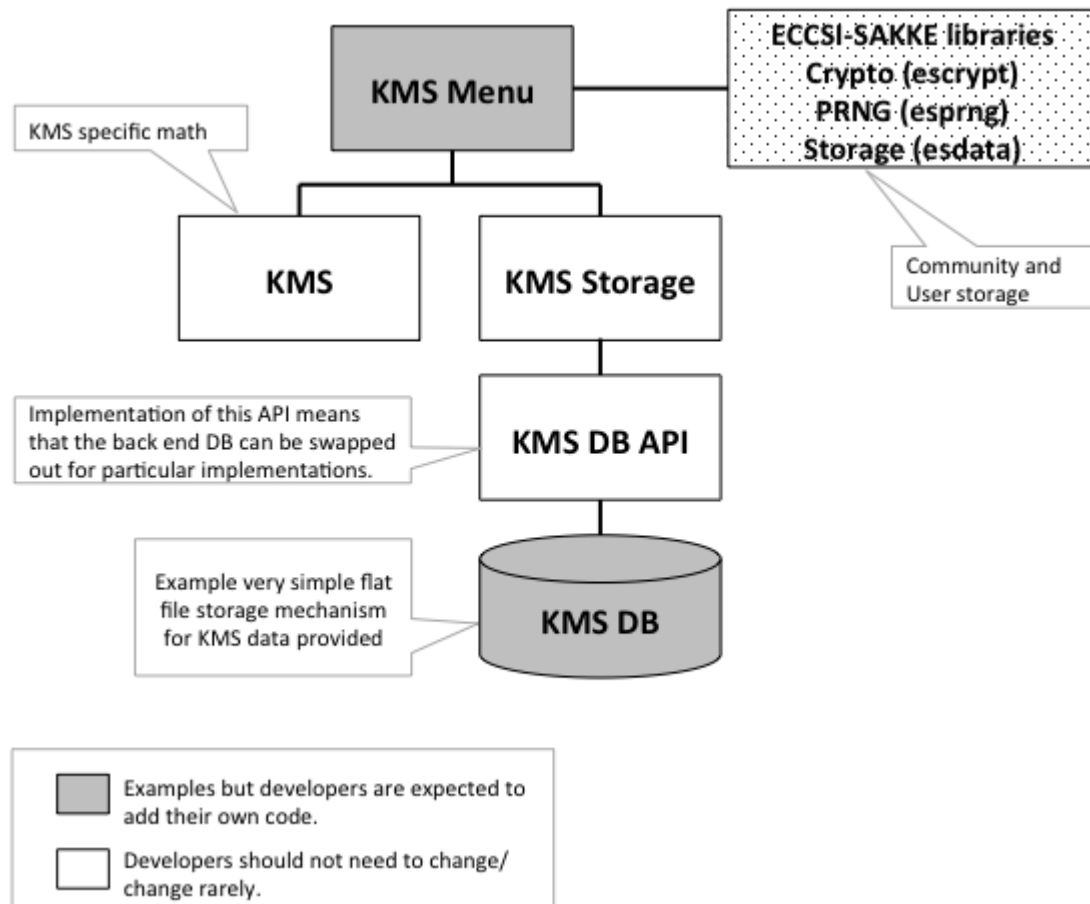 KMS Menu
ECCSI-SAKKE libraries
Crypto (escrypt)
PRNG (esprng)
Storage (esdata)
KMS specific math
KMS
KMS Storage
Community and
User storage
Implementation of this API means
that the back end DB can be swapped
out for particular implementations.
KMS DB API
Example very simple flat
file storage mechanism
for KMS data provided
KMS DB
Examples but developers are expected to
add their own code.
Developers should not need to change/
change rarely.